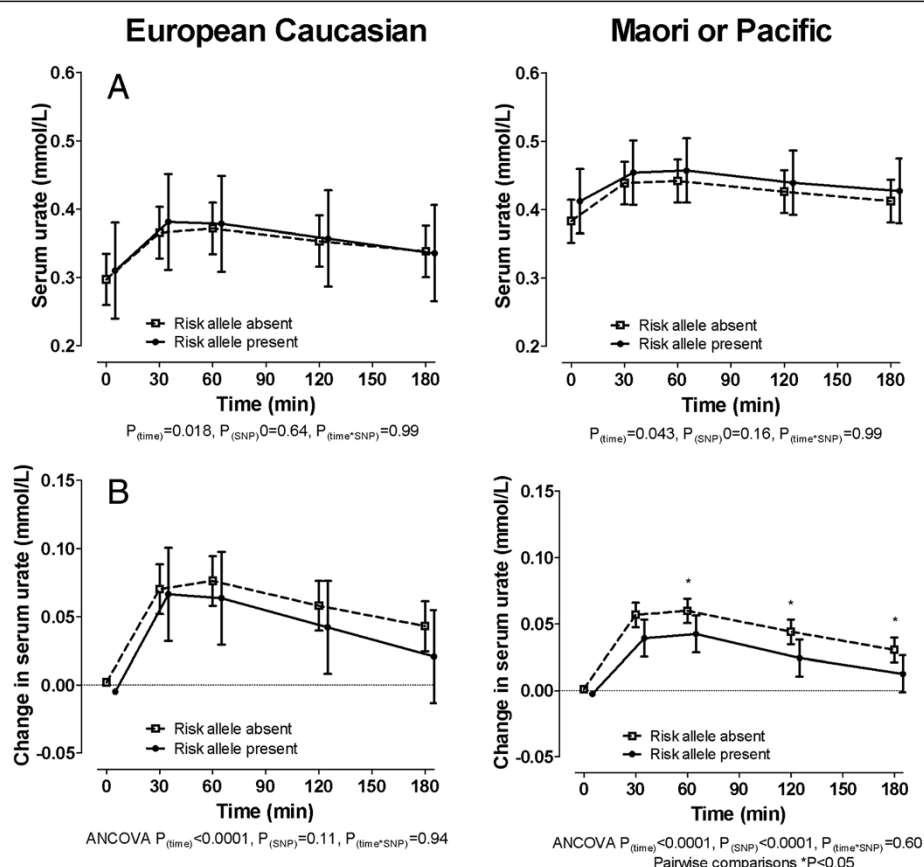 European Caucasian
Maori or Pacific
A
Serum urate (mmol/L)
0.6
0.5
0.4
0.3
0.2
Risk allele absent
Risk allele present
0 30 60 90 120 150 180
Time (min)
P(time)=0.018, P(SNP)0=0.64, P(time*SNP)=0.99
Serum urate (mmol/L)
0.6
0.5
0.4
0.3
0.2
Risk allele absent
Risk allele present
0 30 60 90 120 150 180
Time (min)
P(time)=0.043, P(SNP)0=0.16, P(time*SNP)=0.99
B
Change in serum urate (mmol/L)
0.15
0.10
0.05
0.00
-0.05
Risk allele absent
Risk allele present
0 30 60 90 120 150 180
Time (min)
ANCOVA P(time)<0.0001, P(SNP)=0.11, P(time*SNP)=0.94
Change in serum urate (mmol/L)
0.15
0.10
0.05
0.00
-0.05
* * *
Risk allele absent
Risk allele present
0 30 60 90 120 150 180
Time (min)
ANCOVA P(time)<0.0001, P(SNP)<0.0001, P(time*SNP)=0.60
Pairwise comparisons *P<0.05